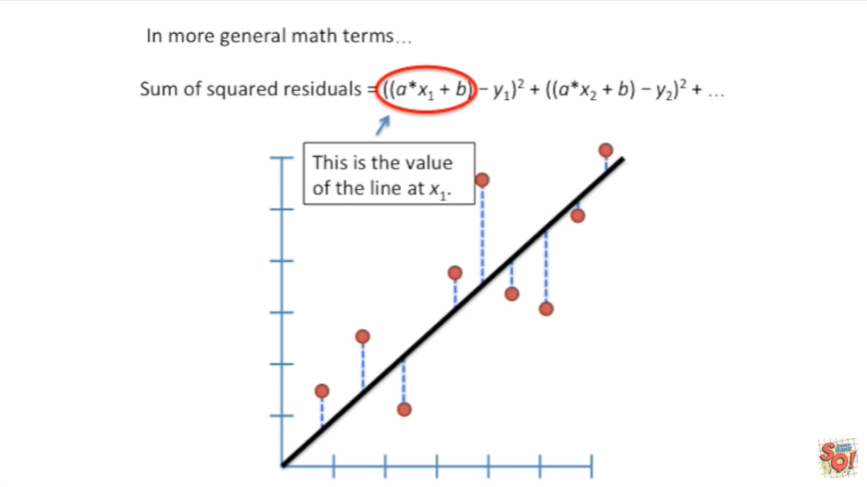 In more general math terms…
Sum of squared residuals = ((a*x₁ + b) – y₁)² + ((a*x₂ + b) – y₂)² + …
This is the value
of the line at x₁.
SQ!